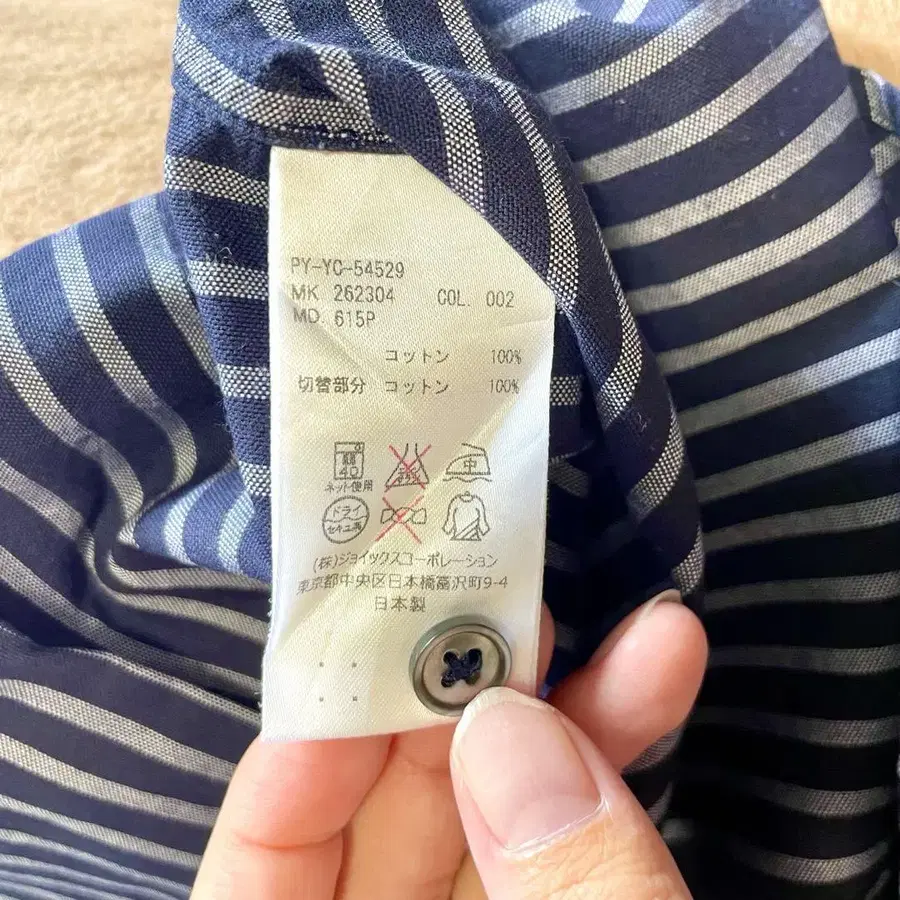 PY-YC-54529
MK 262304 COL. 002
MD. 615P
コットン 100%
切替部分 コットン 100%
40 中
ネット使用
ドライ
セキユ系
(株)ジョイックスコーポレーション
東京都中央区日本橋富沢町9-4
日本製